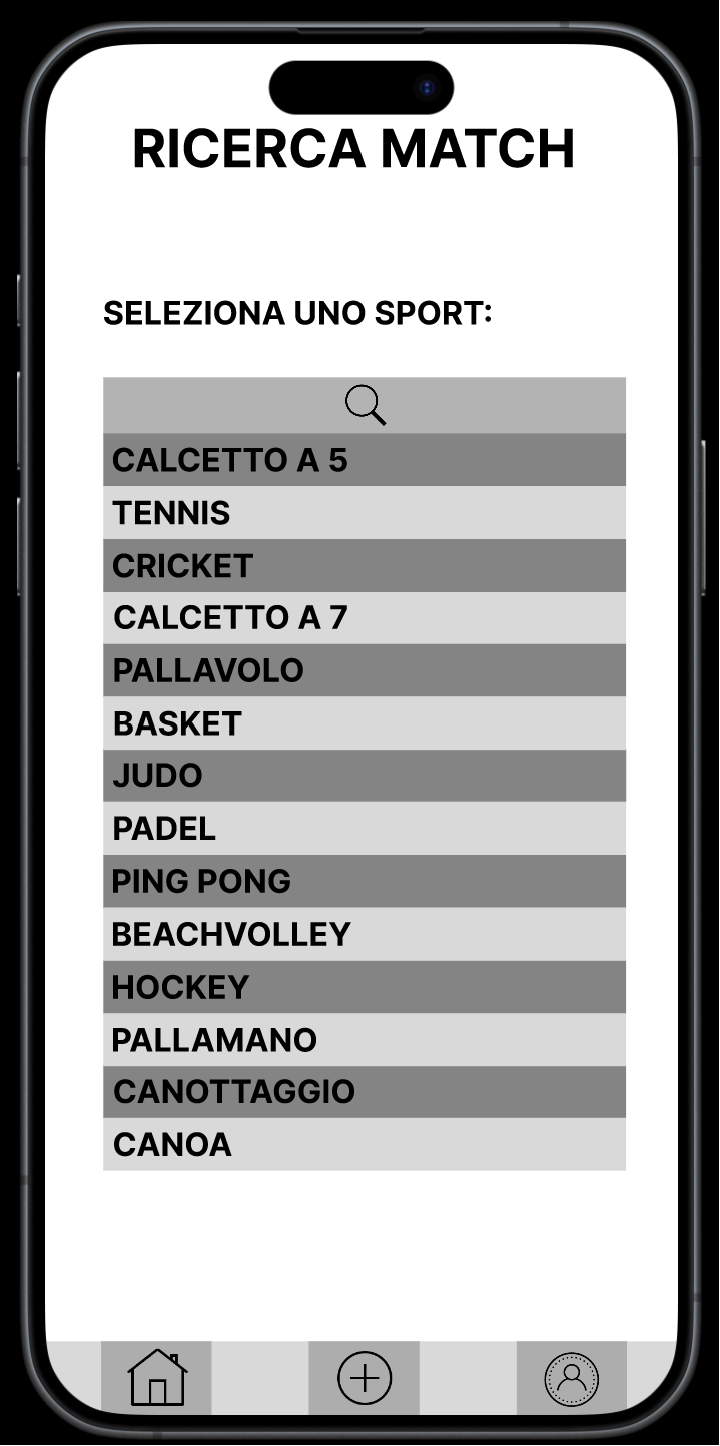 RICERCA MATCH
SELEZIONA UNO SPORT:
CALCETTO A 5
TENNIS
CRICKET
CALCETTO A 7
PALLAVOLO
BASKET
JUDO
PADEL
PING PONG
BEACHVOLLEY
HOCKEY
PALLAMANO
CANOTTAGGIO
CANOA